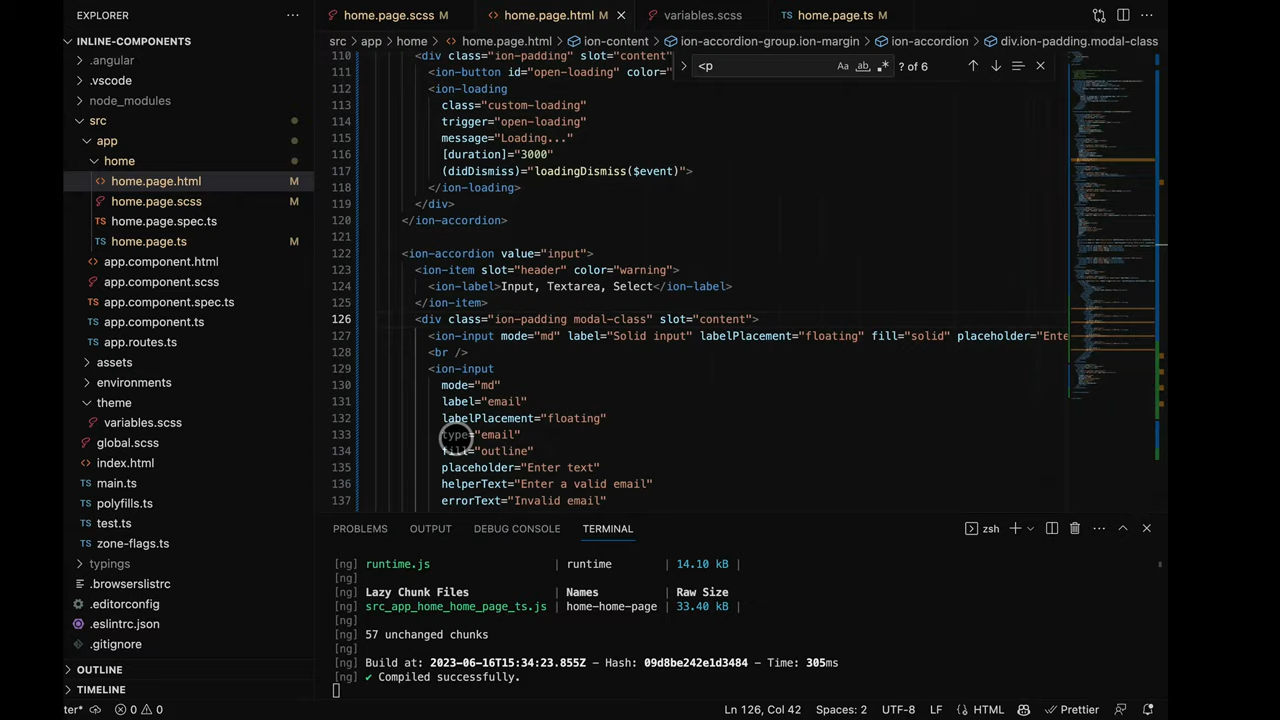 EXPLORER
INLINE-COMPONENTS
.angular
.vscode
node_modules
src
app
home
home.page.html M
home.page.scss M
home.page.spec.ts
home.page.ts M
app.component.html
app.component.scss
app.component.spec.ts
app.component.ts
app.routes.ts
assets
environments
theme
variables.scss
global.scss
index.html
main.ts
polyfills.ts
test.ts
zone-flags.ts
typings
.browserslistrc
.editorconfig
.eslintrc.json
.gitignore
OUTLINE
TIMELINE
home.page.scss M
home.page.html M
variables.scss
home.page.ts M
src > app > home > home.page.html > ion-content > ion-accordion-group.ion-margin > ion-accordion > div.ion-padding.modal-class
<p
Aa ab .*
? of 6
110 <div class="ion-padding" slot="content"
111 <ion-button id="open-loading" color="
112 <ion-loading
113 class="custom-loading"
114 trigger="open-loading"
115 message="Loading..."
116 [duration]="3000"
117 (didDismiss)="loadingDismiss($event)">
118 </ion-loading>
119 </div>
120 </ion-accordion>
121
122 <ion-accordion value="input">
123 <ion-item slot="header" color="warning">
124 <ion-label>Input, Textarea, Select</ion-label>
125 </ion-item>
126 <div class="ion-padding modal-class" slot="content">
127 <ion-input mode="md" label="Solid input" labelPlacement="floating" fill="solid" placeholder="Ente
128 <br />
129 <ion-input
130 mode="md"
131 label="email"
132 labelPlacement="floating"
133 type="email"
134 fill="outline"
135 placeholder="Enter text"
136 helperText="Enter a valid email"
137 errorText="Invalid email"
PROBLEMS OUTPUT DEBUG CONSOLE TERMINAL
zsh
[ng] runtime.js | runtime | 14.10 kB |
[ng]
[ng] Lazy Chunk Files | Names | Raw Size
[ng] src_app_home_home_page_ts.js | home-home-page | 33.40 kB |
[ng]
[ng] 57 unchanged chunks
[ng]
[ng] Build at: 2023-06-16T15:34:23.855Z - Hash: 09d8be242e1d3484 - Time: 305ms
[ng] ✔ Compiled successfully.
ter* 0 0
Ln 126, Col 42 Spaces: 2 UTF-8 LF HTML Prettier